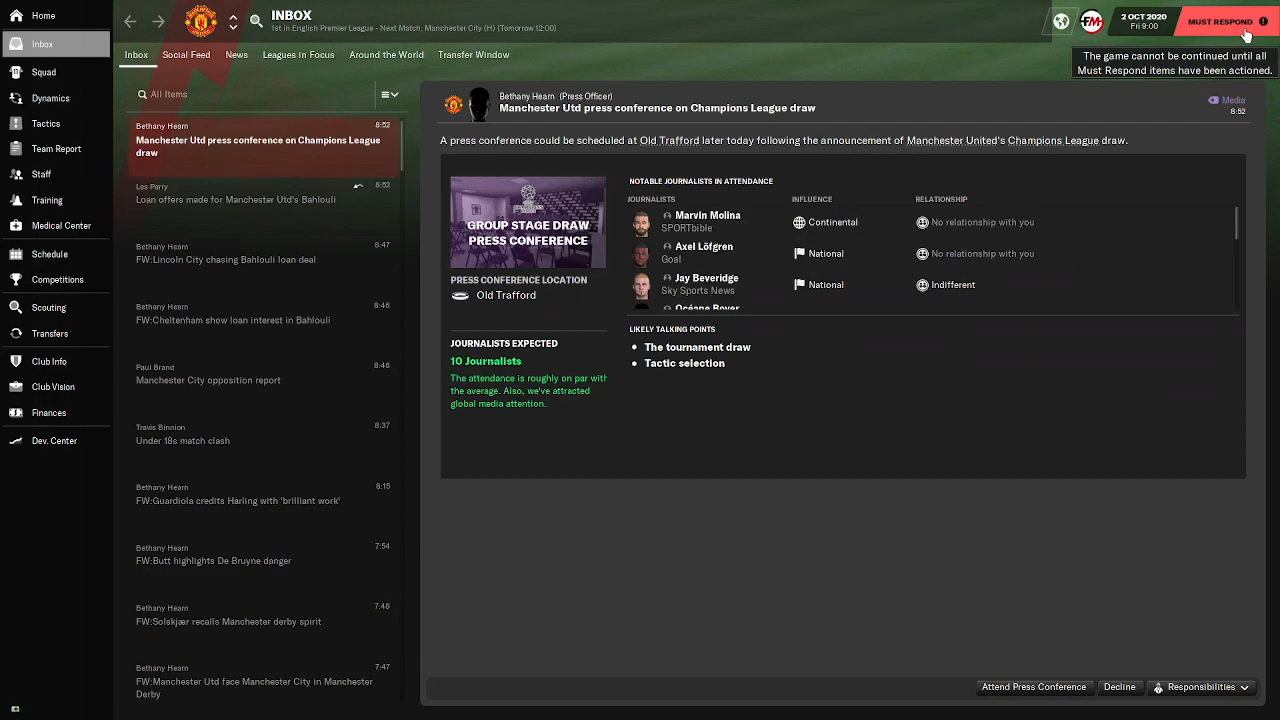 Home
Inbox
Squad
Dynamics
Tactics
Team Report
Staff
Training
Medical Center
Schedule
Competitions
Scouting
Transfers
Club Info
Club Vision
Finances
Dev. Center
INBOX
1st in English Premier League - Next Match: Manchester City (H) (Tomorrow 12:00)
FM
2 OCT 2020
Fri 9:00
MUST RESPOND
The game cannot be continued until all
Must Respond items have been actioned.
Inbox Social Feed News Leagues in Focus Around the World Transfer Window
All Items
Bethany Hearn 8:52
Manchester Utd press conference on Champions League
draw
Les Parry 8:52
Loan offers made for Manchester Utd's Bahlouli
Bethany Hearn 8:47
FW:Lincoln City chasing Bahlouli loan deal
Bethany Hearn 8:46
FW:Cheltenham show loan interest in Bahlouli
Paul Brand 8:46
Manchester City opposition report
Travis Binnion 8:37
Under 18s match clash
Bethany Hearn 8:15
FW:Guardiola credits Harling with 'brilliant work'
Bethany Hearn 7:54
FW:Butt highlights De Bruyne danger
Bethany Hearn 7:48
FW:Solskjær recalls Manchester derby spirit
Bethany Hearn 7:47
FW:Manchester Utd face Manchester City in Manchester
Derby
Bethany Hearn (Press Officer)
Manchester Utd press conference on Champions League draw
Media
8:52
A press conference could be scheduled at Old Trafford later today following the announcement of Manchester United's Champions League draw.
GROUP STAGE DRAW
PRESS CONFERENCE
PRESS CONFERENCE LOCATION
Old Trafford
JOURNALISTS EXPECTED
10 Journalists
The attendance is roughly on par with
the average. Also, we've attracted
global media attention.
NOTABLE JOURNALISTS IN ATTENDANCE
JOURNALISTS INFLUENCE RELATIONSHIP
Marvin Molina
SPORTbible
Continental
No relationship with you
Axel Löfgren
Goal
National
No relationship with you
Jay Beveridge
Sky Sports News
National
Indifferent
Océane Boyer
LIKELY TALKING POINTS
• The tournament draw
• Tactic selection
Attend Press Conference Decline Responsibilities